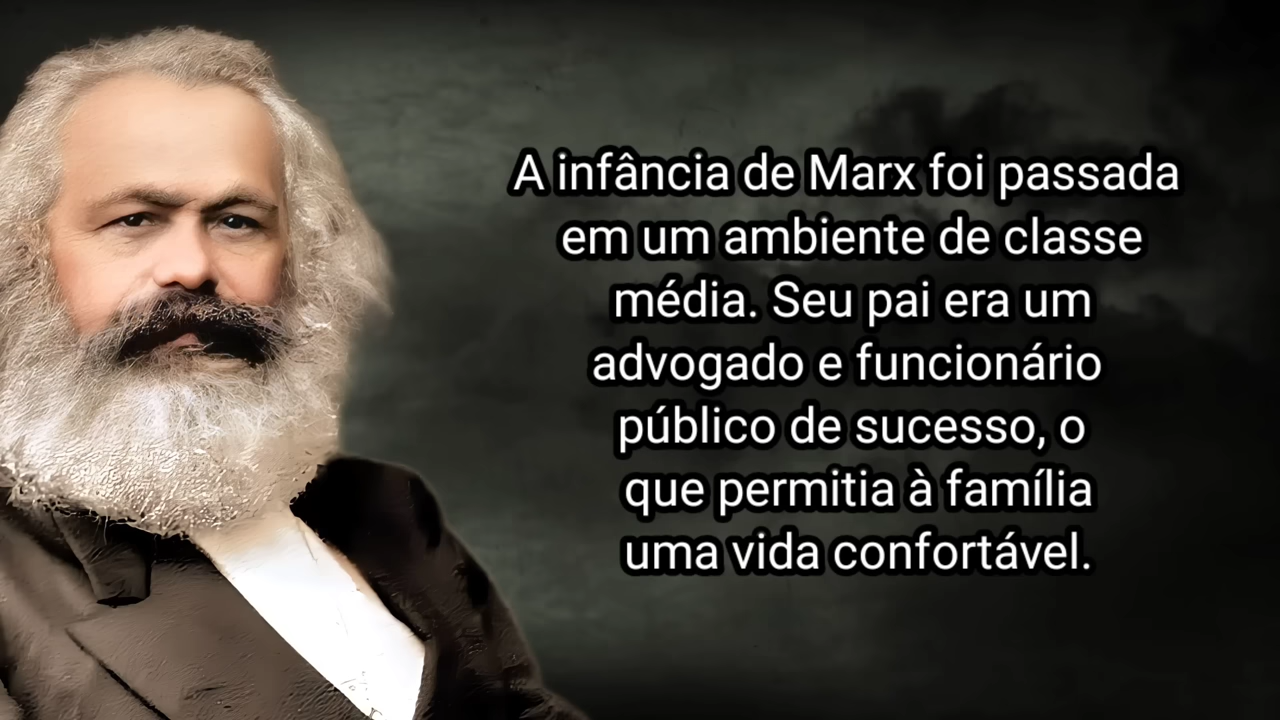 A infância de Marx foi passada
em um ambiente de classe
média. Seu pai era um
advogado e funcionário
público de sucesso, o
que permitia à família
uma vida confortável.